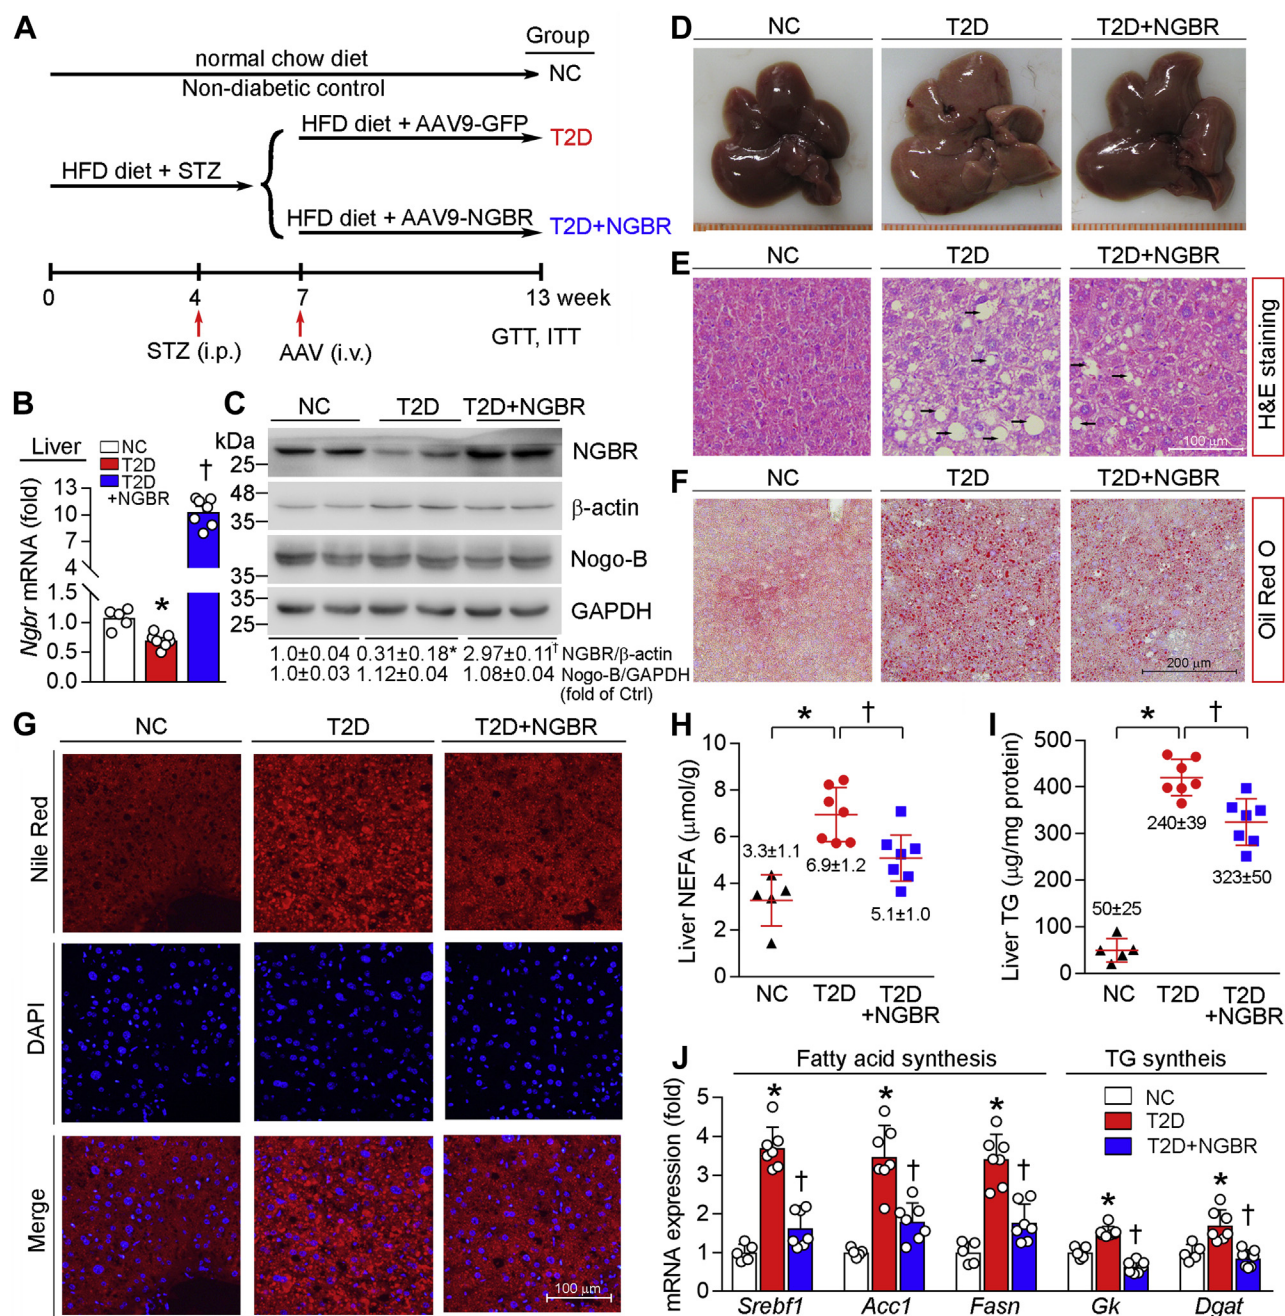 A
Group
normal chow diet
NC
Non-diabetic control
HFD diet + AAV9-GFP
T2D
HFD diet + STZ
HFD diet + AAV9-NGBR
T2D+NGBR
0 4 7 13 week
STZ (i.p.) AAV (i.v.) GTT, ITT
B
Liver
NC
T2D
T2D
+NGBR
†
*
Ngbr mRNA (fold)
13
10
7
4
1.5
1.0
0.5
0.0
C
NC T2D T2D+NGBR
kDa
25
NGBR
48
35
β-actin
35
Nogo-B
35
25
GAPDH
1.0±0.04 0.31±0.18* 2.97±0.11† NGBR/β-actin
1.0±0.03 1.12±0.04 1.08±0.04 Nogo-B/GAPDH
(fold of Ctrl)
D
NC T2D T2D+NGBR
E
NC T2D T2D+NGBR
H&E staining
100 μm
F
NC T2D T2D+NGBR
Oil Red O
200 μm
G
NC T2D T2D+NGBR
Nile Red
DAPI
Merge
100 μm
H
* †
Liver NEFA (μmol/g)
10
8
6
4
2
0
3.3±1.1
6.9±1.2
5.1±1.0
NC T2D T2D
+NGBR
I
* †
Liver TG (μg/mg protein)
500
400
300
200
100
0
50±25
240±39
323±50
NC T2D T2D
+NGBR
J
Fatty acid synthesis TG syntheis
NC
T2D
T2D+NGBR
mRNA expression (fold)
5
4
3
2
1
0
* † * † * † * † * †
Srebf1 Acc1 Fasn Gk Dgat